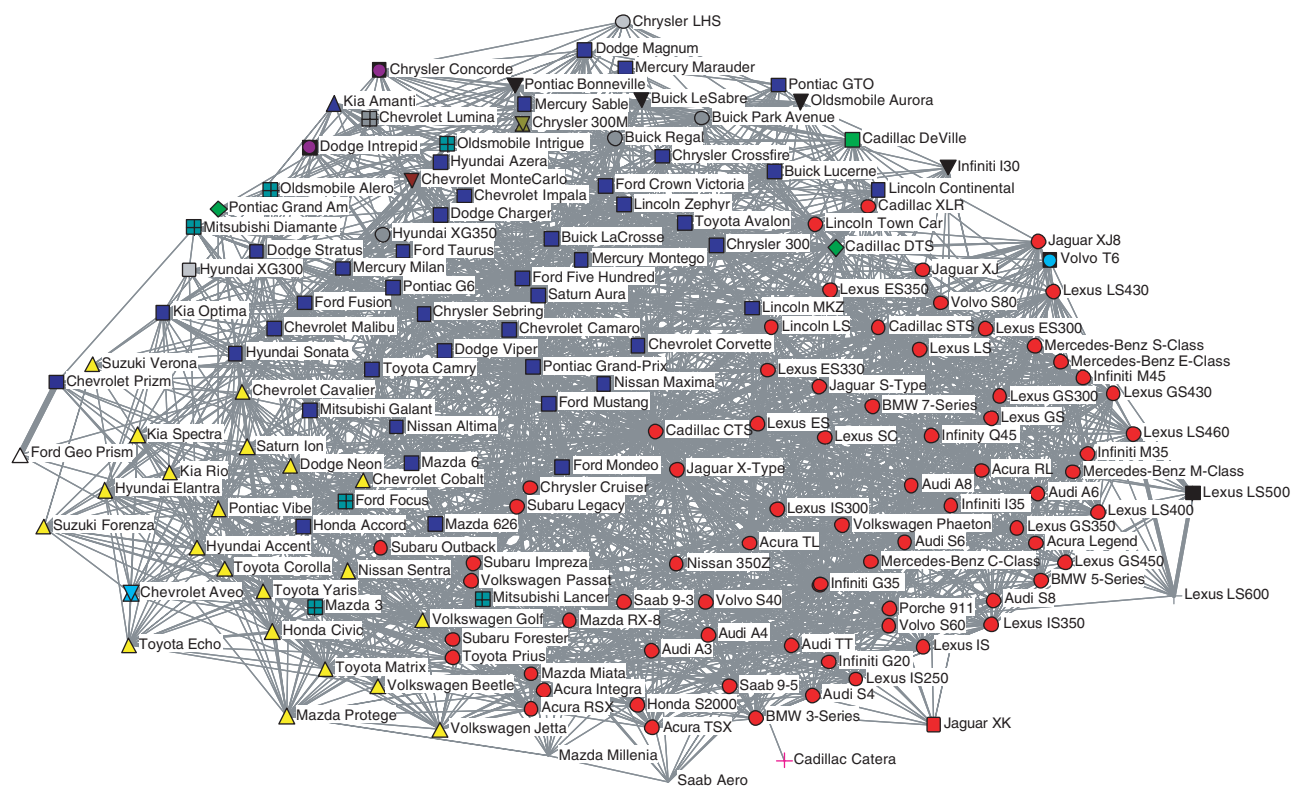 Chrysler LHS
Dodge Magnum
Mercury Marauder
Chrysler Concorde
Pontiac Bonneville
Pontiac GTO
Kia Amanti
Mercury Sable
Buick LeSabre
Oldsmobile Aurora
Chevrolet Lumina
Chrysler 300M
Buick Park Avenue
Dodge Intrepid
Oldsmobile Intrigue
Buick Regal
Cadillac DeVille
Hyundai Azera
Chrysler Crossfire
Infiniti I30
Chevrolet MonteCarlo
Buick Lucerne
Oldsmobile Alero
Chevrolet Impala
Ford Crown Victoria
Lincoln Continental
Pontiac Grand Am
Dodge Charger
Lincoln Zephyr
Cadillac XLR
Mitsubishi Diamante
Hyundai XG350
Toyota Avalon
Lincoln Town Car
Dodge Stratus
Ford Taurus
Buick LaCrosse
Chrysler 300
Cadillac DTS
Jaguar XJ8
Hyundai XG300
Mercury Milan
Mercury Montego
Jaguar XJ
Volvo T6
Pontiac G6
Ford Five Hundred
Lexus ES350
Lexus LS430
Ford Fusion
Saturn Aura
Volvo S80
Kia Optima
Chrysler Sebring
Lincoln MKZ
Chevrolet Malibu
Chevrolet Camaro
Lincoln LS
Cadillac STS
Lexus ES300
Hyundai Sonata
Dodge Viper
Chevrolet Corvette
Lexus LS
Mercedes-Benz S-Class
Suzuki Verona
Toyota Camry
Pontiac Grand-Prix
Lexus ES330
Mercedes-Benz E-Class
Chevrolet Prizm
Nissan Maxima
Jaguar S-Type
Infiniti M45
Chevrolet Cavalier
Ford Mustang
BMW 7-Series
Lexus GS300
Lexus GS430
Mitsubishi Galant
Lexus GS
Kia Spectra
Nissan Altima
Cadillac CTS
Lexus ES
Lexus SC
Infinity Q45
Lexus LS460
Ford Geo Prism
Saturn Ion
Infiniti M35
Kia Rio
Dodge Neon
Mazda 6
Ford Mondeo
Jaguar X-Type
Acura RL
Mercedes-Benz M-Class
Hyundai Elantra
Chevrolet Cobalt
Chrysler Cruiser
Audi A8
Audi A6
Lexus LS500
Pontiac Vibe
Ford Focus
Subaru Legacy
Lexus IS300
Infiniti I35
Lexus LS400
Suzuki Forenza
Honda Accord
Mazda 626
Volkswagen Phaeton
Lexus GS350
Hyundai Accent
Subaru Outback
Acura TL
Audi S6
Acura Legend
Toyota Corolla
Nissan Sentra
Subaru Impreza
Nissan 350Z
Mercedes-Benz C-Class
Lexus GS450
Chevrolet Aveo
Toyota Yaris
Volkswagen Passat
Infiniti G35
BMW 5-Series
Mazda 3
Mitsubishi Lancer
Saab 9-3
Volvo S40
Porche 911
Audi S8
Lexus LS600
Honda Civic
Volkswagen Golf
Mazda RX-8
Volvo S60
Lexus IS350
Toyota Echo
Subaru Forester
Audi A3
Audi A4
Audi TT
Lexus IS
Toyota Matrix
Toyota Prius
Infiniti G20
Volkswagen Beetle
Mazda Miata
Saab 9-5
Lexus IS250
Mazda Protege
Acura Integra
Honda S2000
Audi S4
Acura RSX
BMW 3-Series
Volkswagen Jetta
Acura TSX
Jaguar XK
Mazda Millenia
Cadillac Catera
Saab Aero